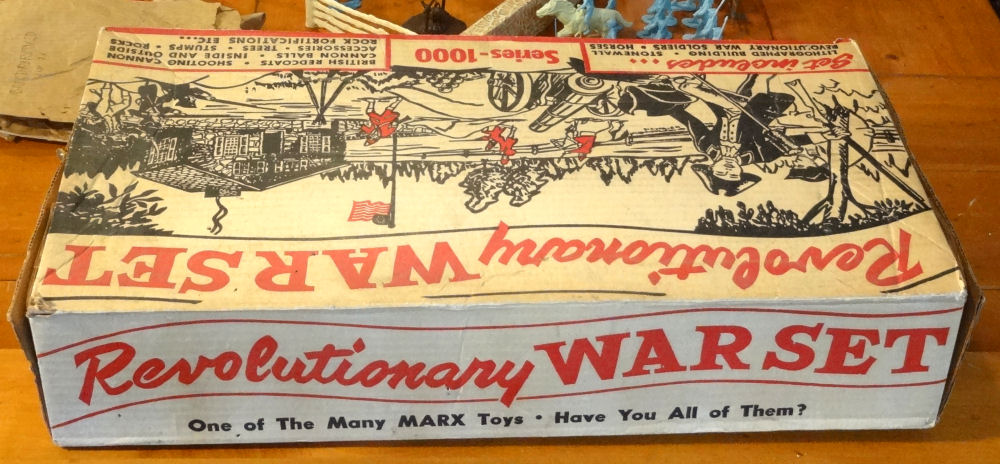 Set includes...
LITHOGRAPHED BUILDING • STONEWALL
REVOLUTIONARY WAR SOLDIERS • HORSES
Series-1000
BRITISH REDCOATS • SHOOTING CANNON
CANNON BALLS • INSIDE AND OUTSIDE
ACCESSORIES • TREES • STUMPS • ROCKS
ROCK FORTIFICATIONS ETC...
Revolutionary WAR SET
Revolutionary WAR SET
One of The Many MARX Toys • Have You All of Them?